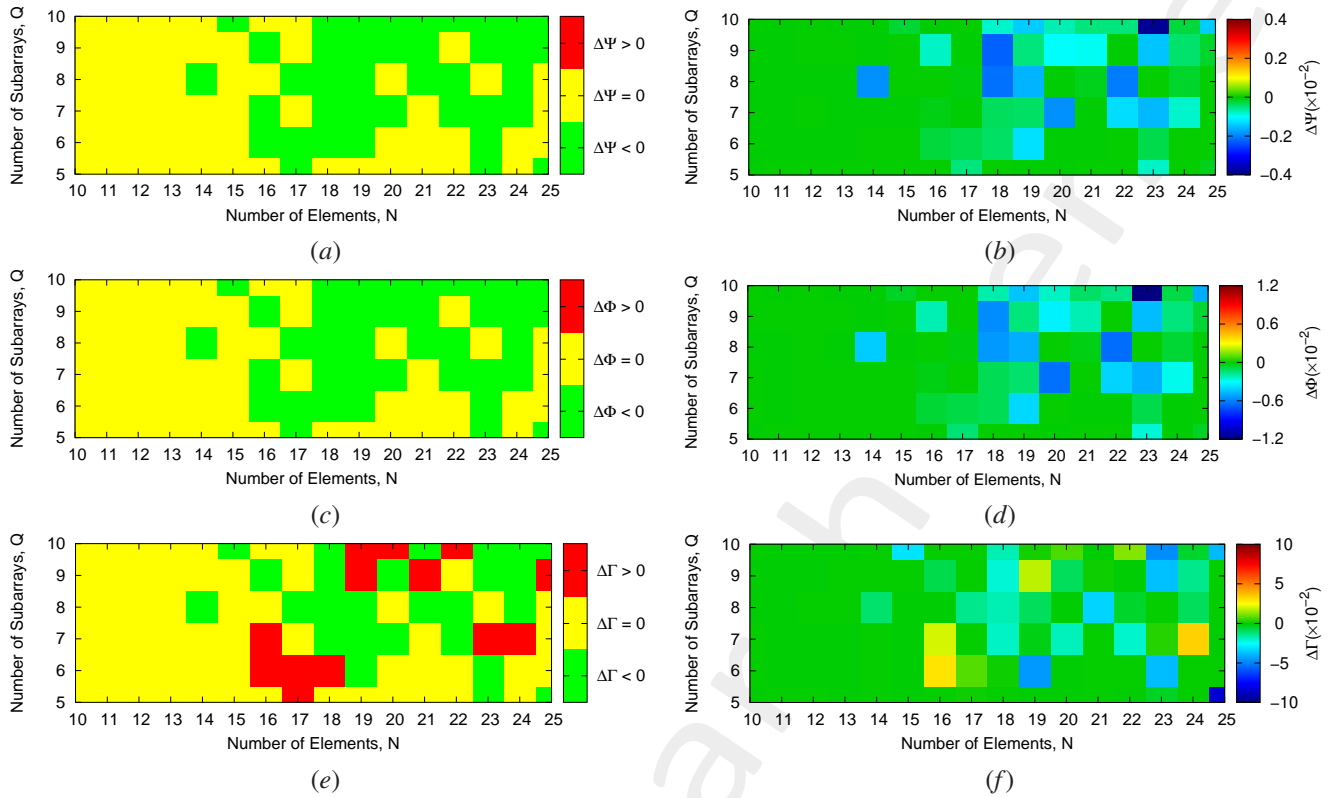 10
9
8
7
6
5
Number of Subarrays, Q
10 11 12 13 14 15 16 17 18 19 20 21 22 23 24 25
Number of Elements, N
ΔΨ > 0
ΔΨ = 0
ΔΨ < 0
(a)
10
9
8
7
6
5
Number of Subarrays, Q
10 11 12 13 14 15 16 17 18 19 20 21 22 23 24 25
Number of Elements, N
0.4
0.2
0
−0.2
−0.4
ΔΨ(×10⁻²)
(b)
10
9
8
7
6
5
Number of Subarrays, Q
10 11 12 13 14 15 16 17 18 19 20 21 22 23 24 25
Number of Elements, N
ΔΦ > 0
ΔΦ = 0
ΔΦ < 0
(c)
10
9
8
7
6
5
Number of Subarrays, Q
10 11 12 13 14 15 16 17 18 19 20 21 22 23 24 25
Number of Elements, N
1.2
0.6
0
−0.6
−1.2
ΔΦ(×10⁻²)
(d)
10
9
8
7
6
5
Number of Subarrays, Q
10 11 12 13 14 15 16 17 18 19 20 21 22 23 24 25
Number of Elements, N
ΔΓ > 0
ΔΓ = 0
ΔΓ < 0
(e)
10
9
8
7
6
5
Number of Subarrays, Q
10 11 12 13 14 15 16 17 18 19 20 21 22 23 24 25
Number of Elements, N
10
5
0
−5
−10
ΔΓ(×10⁻²)
(f)